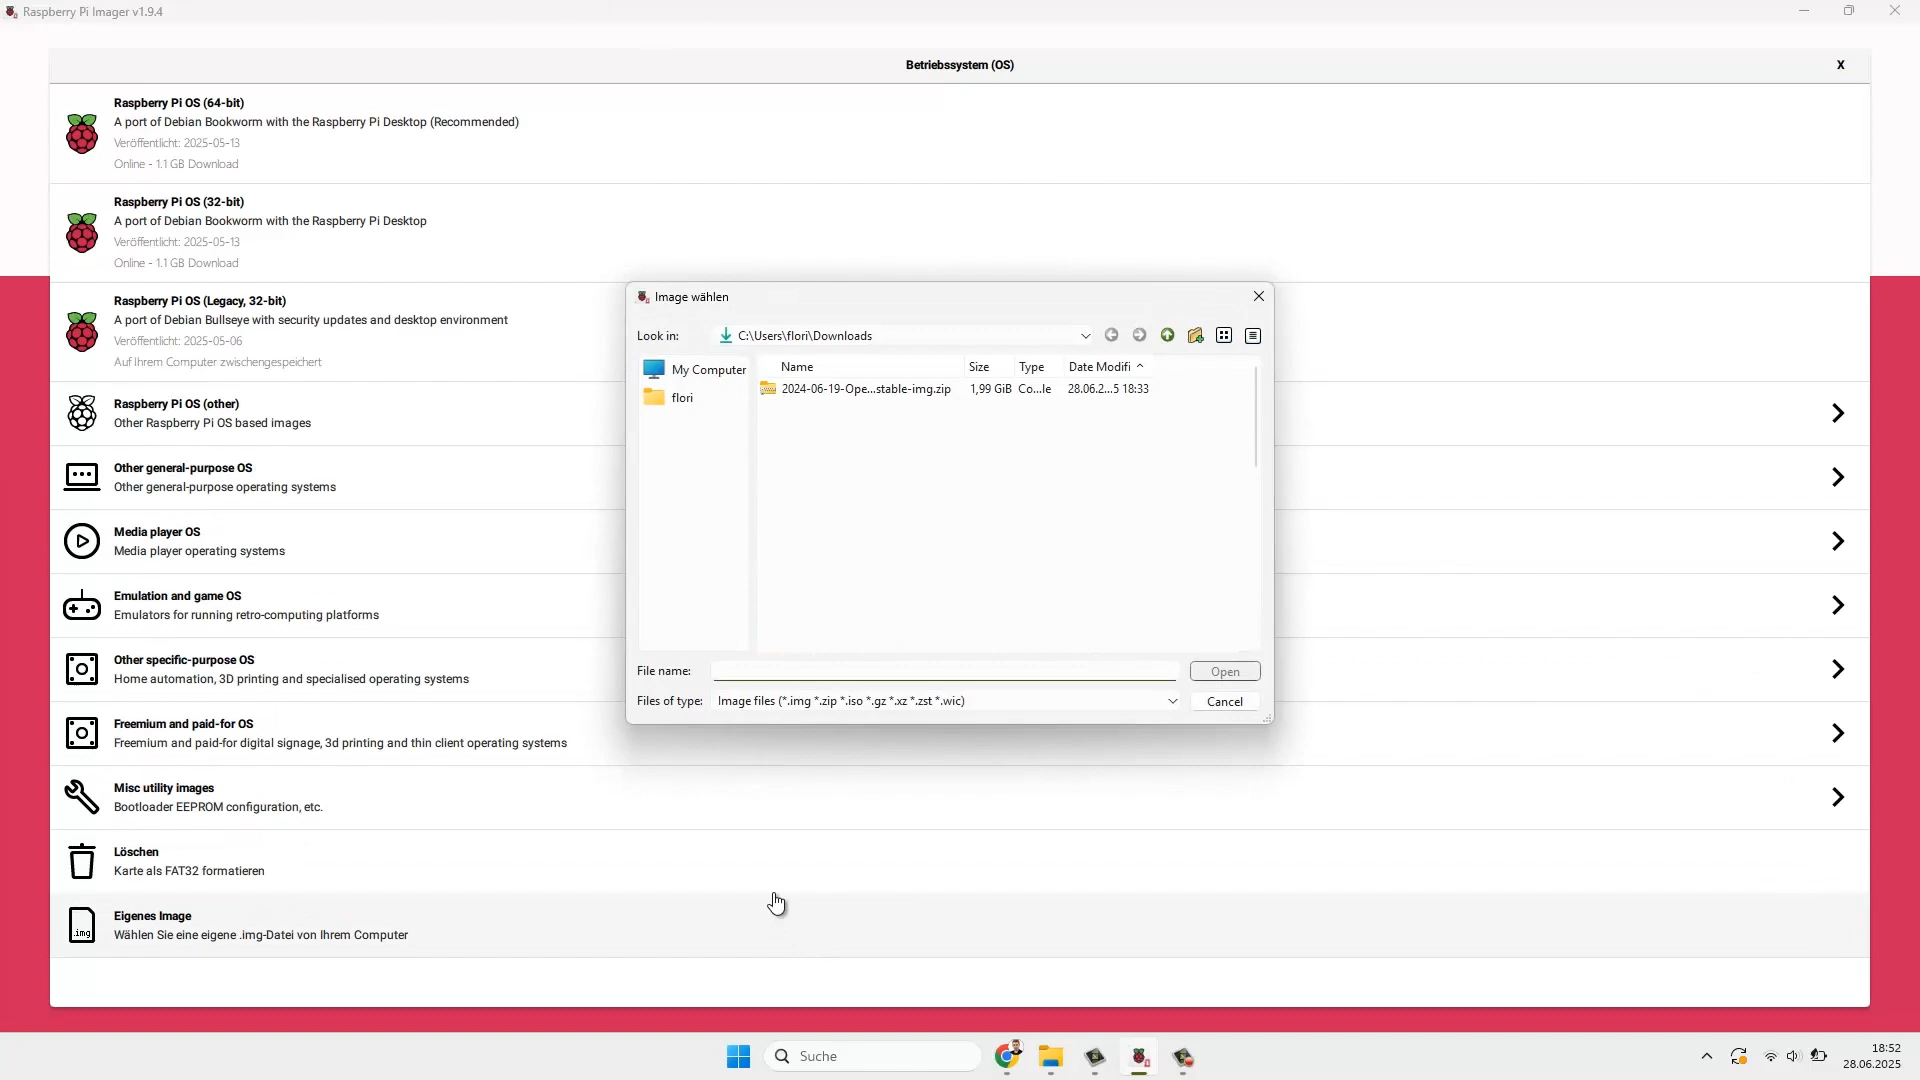 Raspberry Pi Imager v1.9.4
Betriebssystem (OS)
X
Raspberry Pi OS (64-bit)
A port of Debian Bookworm with the Raspberry Pi Desktop (Recommended)
Veröffentlicht: 2025-05-13
Online - 1.1 GB Download
Raspberry Pi OS (32-bit)
A port of Debian Bookworm with the Raspberry Pi Desktop
Veröffentlicht: 2025-05-13
Online - 1.1 GB Download
Raspberry Pi OS (Legacy, 32-bit)
A port of Debian Bullseye with security updates and desktop environment
Veröffentlicht: 2025-05-06
Auf Ihrem Computer zwischengespeichert
Raspberry Pi OS (other)
Other Raspberry Pi OS based images
Other general-purpose OS
Other general-purpose operating systems
Media player OS
Media player operating systems
Emulation and game OS
Emulators for running retro-computing platforms
Other specific-purpose OS
Home automation, 3D printing and specialised operating systems
Freemium and paid-for OS
Freemium and paid-for digital signage, 3d printing and thin client operating systems
Misc utility images
Bootloader EEPROM configuration, etc.
Löschen
Karte als FAT32 formatieren
.img
Eigenes Image
Wählen Sie eine eigene .img-Datei von Ihrem Computer
Image wählen
Look in: C:\Users\flori\Downloads
My Computer
flori
Name Size Type Date Modifi
2024-06-19-Ope...stable-img.zip 1,99 GiB Co...le 28.06.2...5 18:33
File name: Open
Files of type: Image files (*.img *.zip *.iso *.gz *.xz *.zst *.wic) Cancel
Suche
18:52
28.06.2025